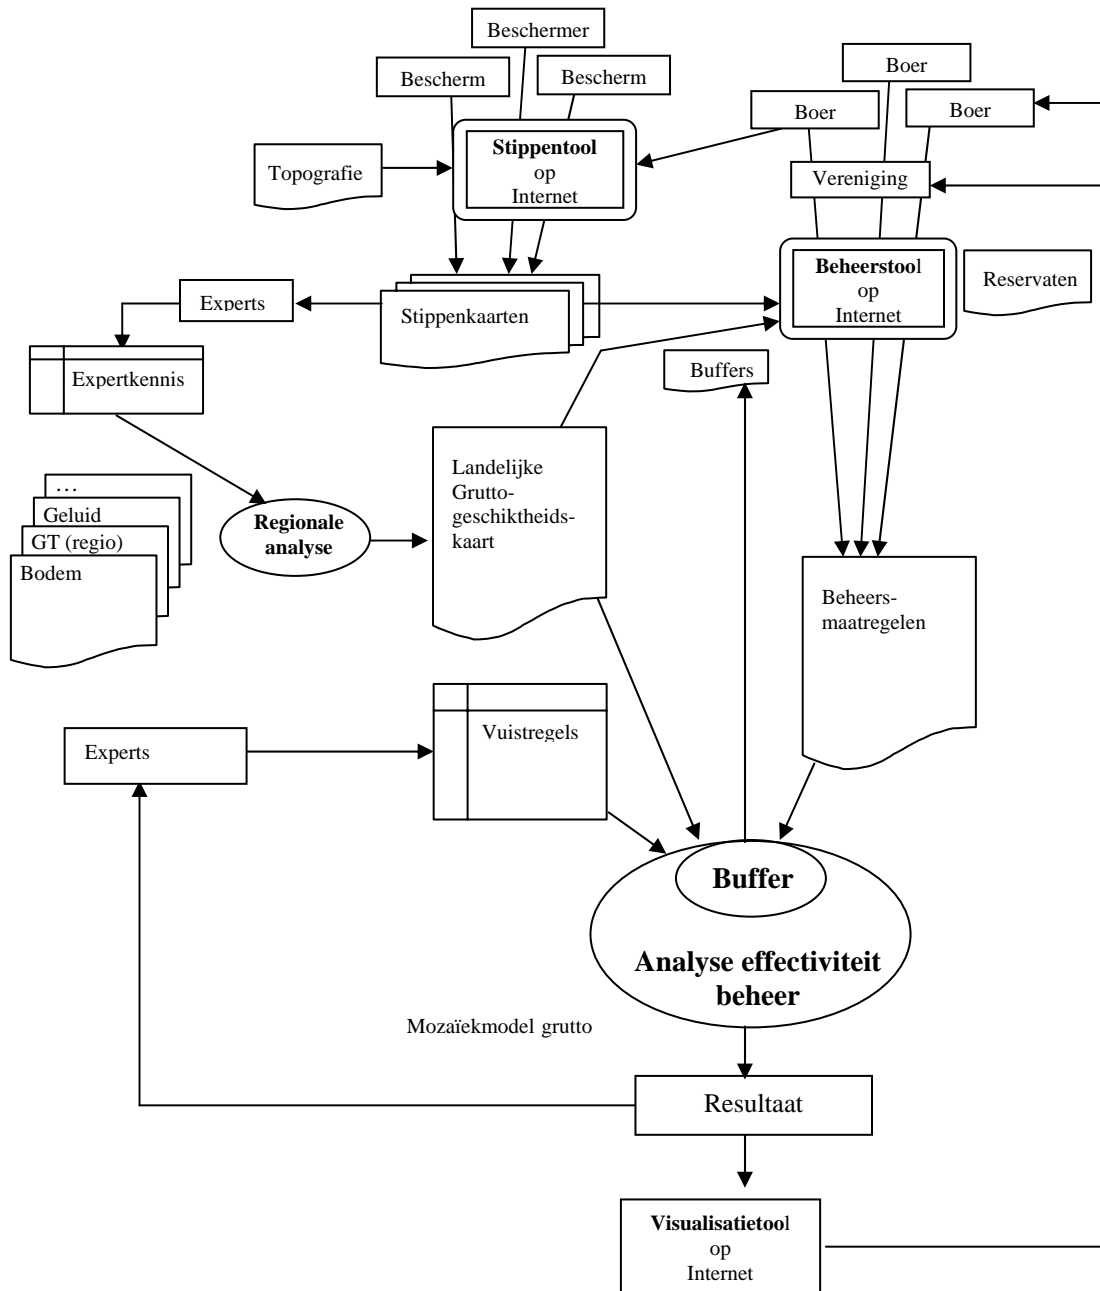 Beschermer
Bescherm
Bescherm
Boer
Boer
Boer
Stippentool
op
Internet
Topografie
Vereniging
Beheerstool
op
Internet
Reservaten
Experts
Stippenkaarten
Expertkennis
Buffers
Landelijke
Grutto-
geschiktheids-
kaart
…
Geluid
GT (regio)
Bodem
Regionale
analyse
Beheers-
maatregelen
Experts
Vuistregels
Buffer
Analyse effectiviteit
beheer
Mozaïekmodel grutto
Resultaat
Visualisatietool
op
Internet